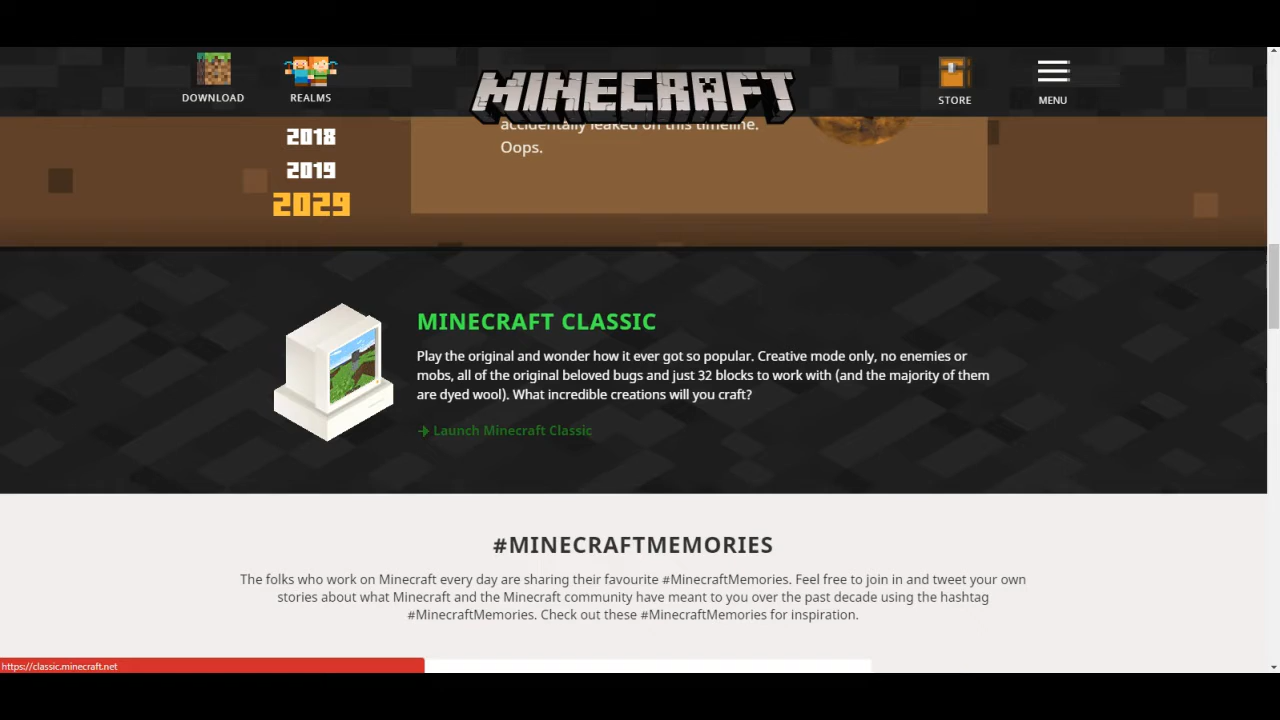 DOWNLOAD
REALMS
MINECRAFT
STORE
MENU
2018
2019
2029
accidentally leaked on this timeline.
Oops.
MINECRAFT CLASSIC
Play the original and wonder how it ever got so popular. Creative mode only, no enemies or
mobs, all of the original beloved bugs and just 32 blocks to work with (and the majority of them
are dyed wool). What incredible creations will you craft?
Launch Minecraft Classic
#MINECRAFTMEMORIES
The folks who work on Minecraft every day are sharing their favourite #MinecraftMemories. Feel free to join in and tweet your own
stories about what Minecraft and the Minecraft community have meant to you over the past decade using the hashtag
#MinecraftMemories. Check out these #MinecraftMemories for inspiration.
https://classic.minecraft.net